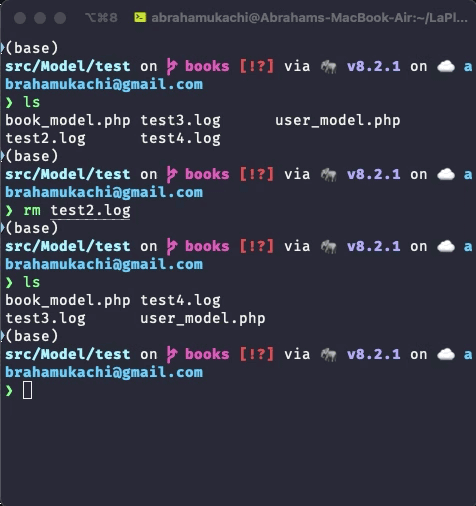 ⌥⌘8 abrahamukachi@Abrahams-MacBook-Air:~/LaPl...
(base)
src/Model/test on books [!?] via 🐘 v8.2.1 on ☁️ a
brahamukachi@gmail.com
❯ ls
book_model.php test3.log user_model.php
test2.log test4.log
(base)
src/Model/test on books [!?] via 🐘 v8.2.1 on ☁️ a
brahamukachi@gmail.com
❯ rm test2.log
(base)
src/Model/test on books [!?] via 🐘 v8.2.1 on ☁️ a
brahamukachi@gmail.com
❯ ls
book_model.php test4.log
test3.log user_model.php
(base)
src/Model/test on books [!?] via 🐘 v8.2.1 on ☁️ a
brahamukachi@gmail.com
❯